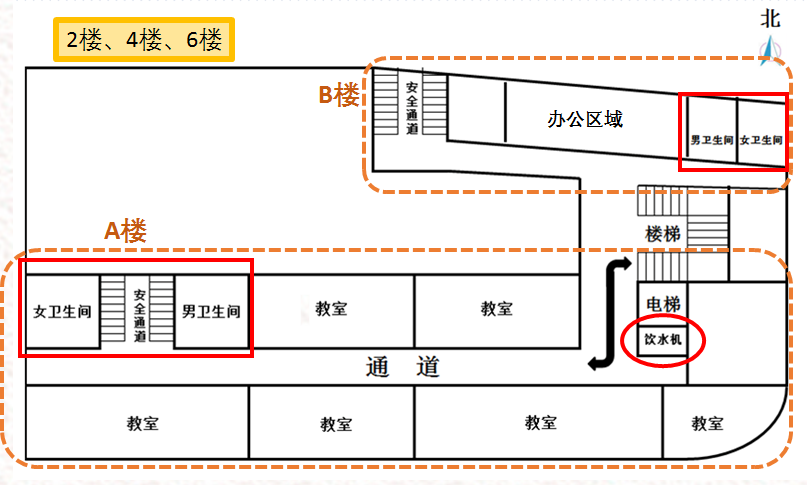 2楼、4楼、6楼
北
B楼
安全通道
办公区域
男卫生间
女卫生间
A楼
楼梯
女卫生间
安全通道
男卫生间
教室
教室
电梯
饮水机
通 道
教室
教室
教室
教室